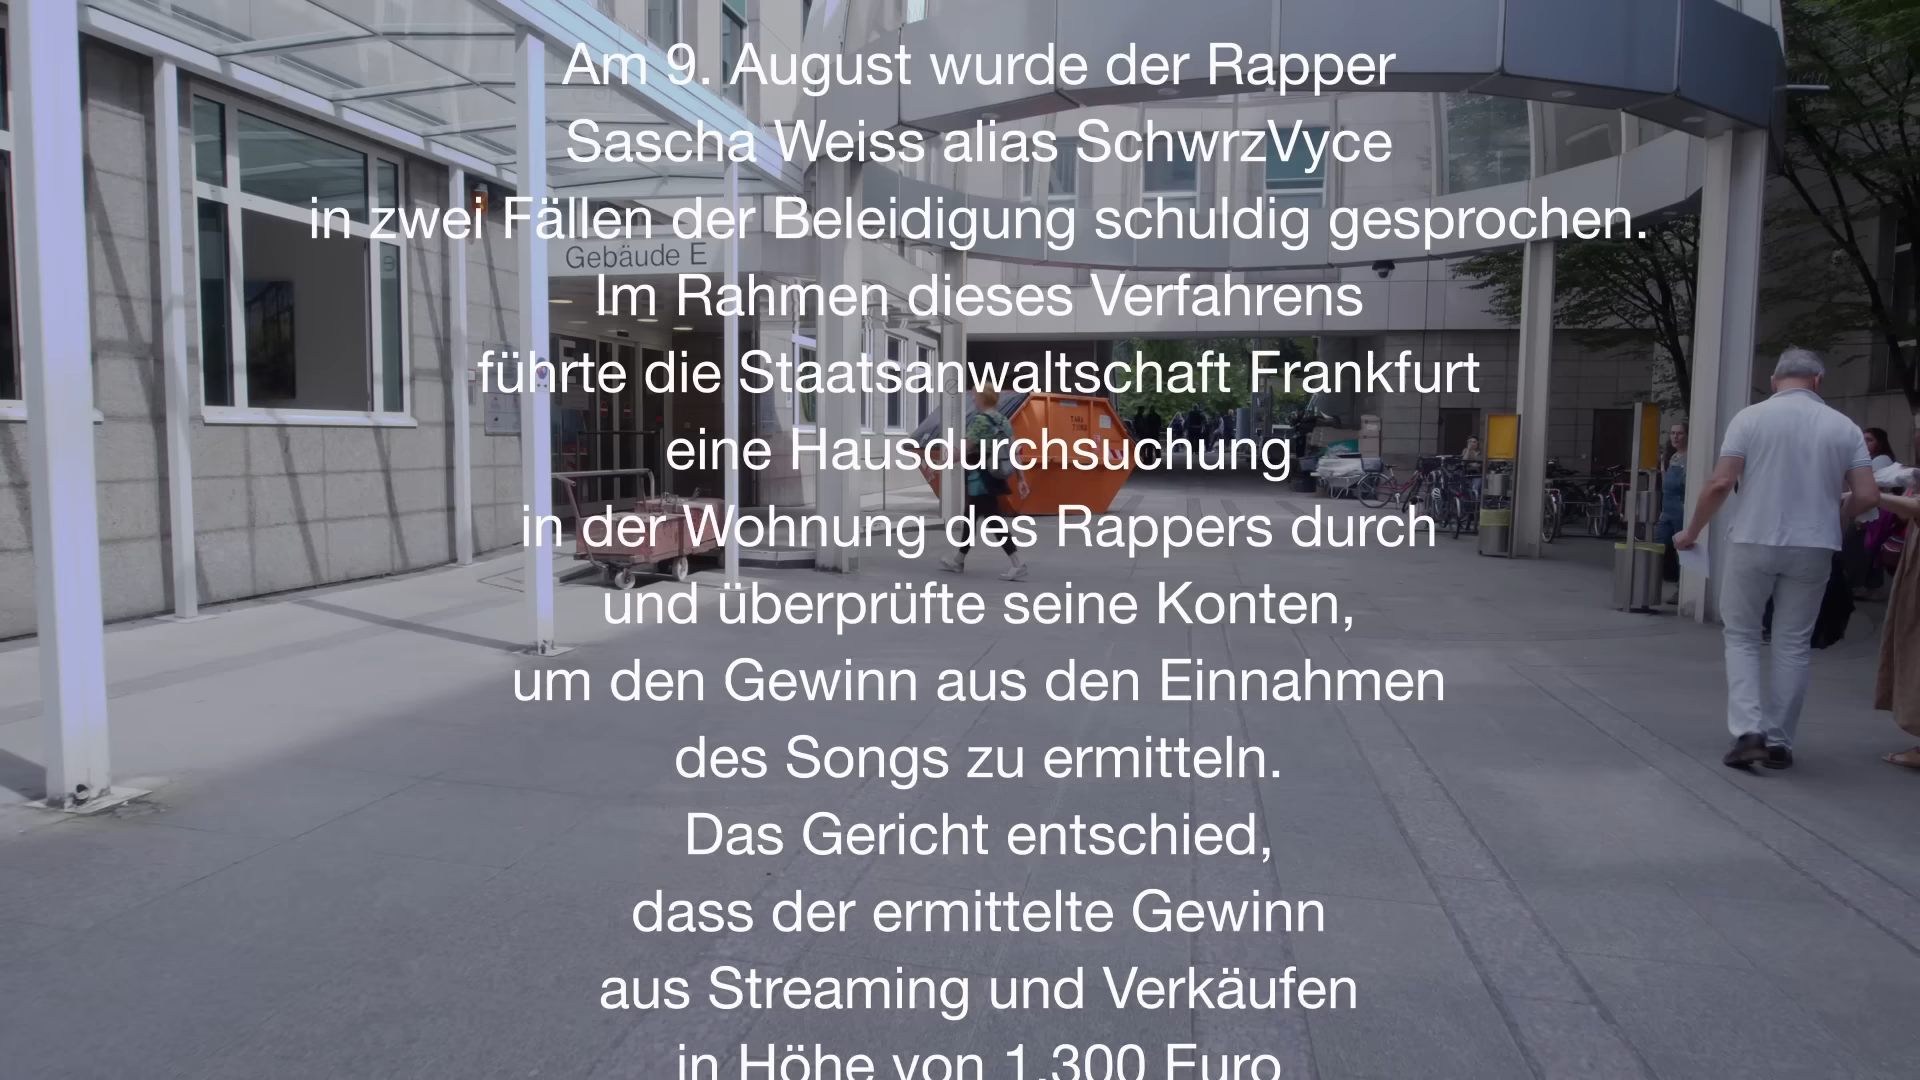 Am 9. August wurde der Rapper
Sascha Weiss alias SchwrzVyce
in zwei Fällen der Beleidigung schuldig gesprochen.
Gebäude E
Im Rahmen dieses Verfahrens
führte die Staatsanwaltschaft Frankfurt
eine Hausdurchsuchung
in der Wohnung des Rappers durch
und überprüfte seine Konten,
um den Gewinn aus den Einnahmen
des Songs zu ermitteln.
Das Gericht entschied,
dass der ermittelte Gewinn
aus Streaming und Verkäufen
in Höhe von 1.300 Euro